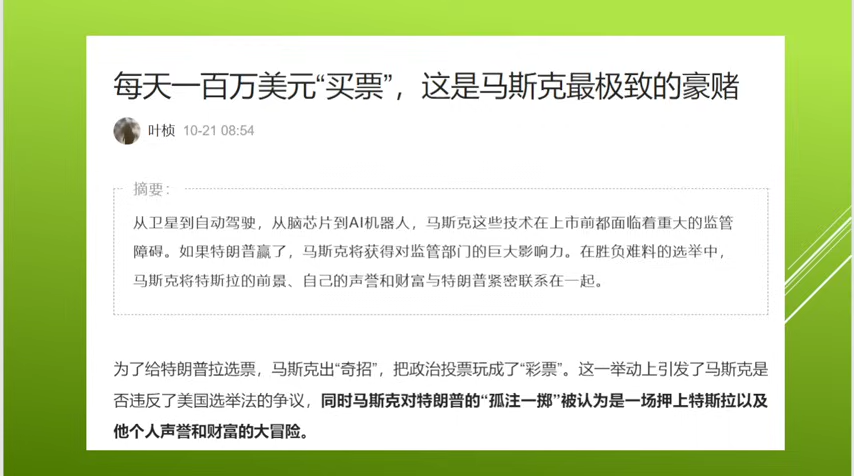 每天一百万美元“买票”，这是马斯克最极致的豪赌
叶桢 10-21 08:54
摘要：
从卫星到自动驾驶，从脑芯片到AI机器人，马斯克这些技术在上市前都面临着重大的监管
障碍。如果特朗普赢了，马斯克将获得对监管部门的巨大影响力。在胜负难料的选举中，
马斯克将特斯拉的前景、自己的声誉和财富与特朗普紧密联系在一起。
为了给特朗普拉选票，马斯克出“奇招”，把政治投票玩成了“彩票”。这一举动上引发了马斯克是
否违反了美国选举法的争议，同时马斯克对特朗普的“孤注一掷”被认为是一场押上特斯拉以及
他个人声誉和财富的大冒险。